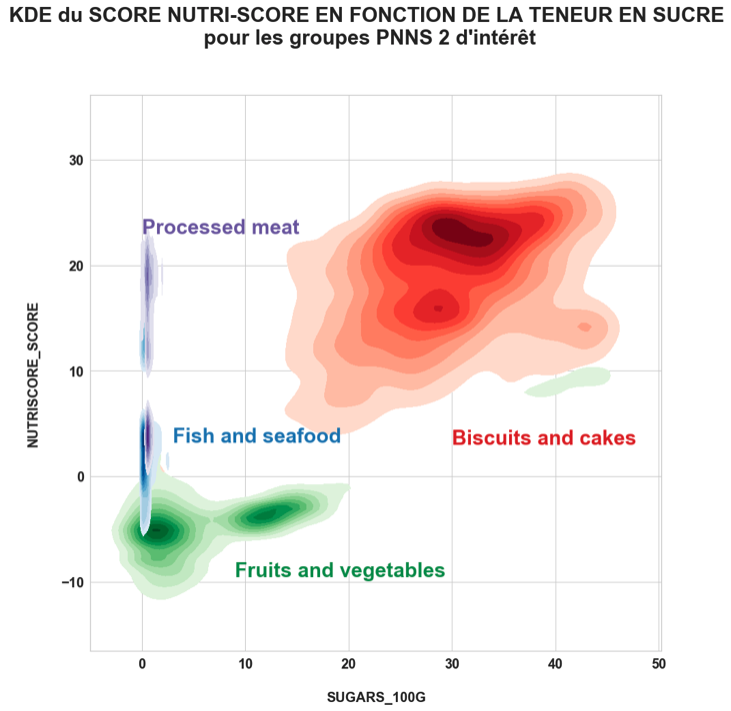 KDE du SCORE NUTRI-SCORE EN FONCTION DE LA TENEUR EN SUCRE
pour les groupes PNNS 2 d'intérêt
30
Processed meat
20
NUTRISCORE_SCORE
10
Fish and seafood
Biscuits and cakes
0
Fruits and vegetables
−10
0 10 20 30 40 50
SUGARS_100G